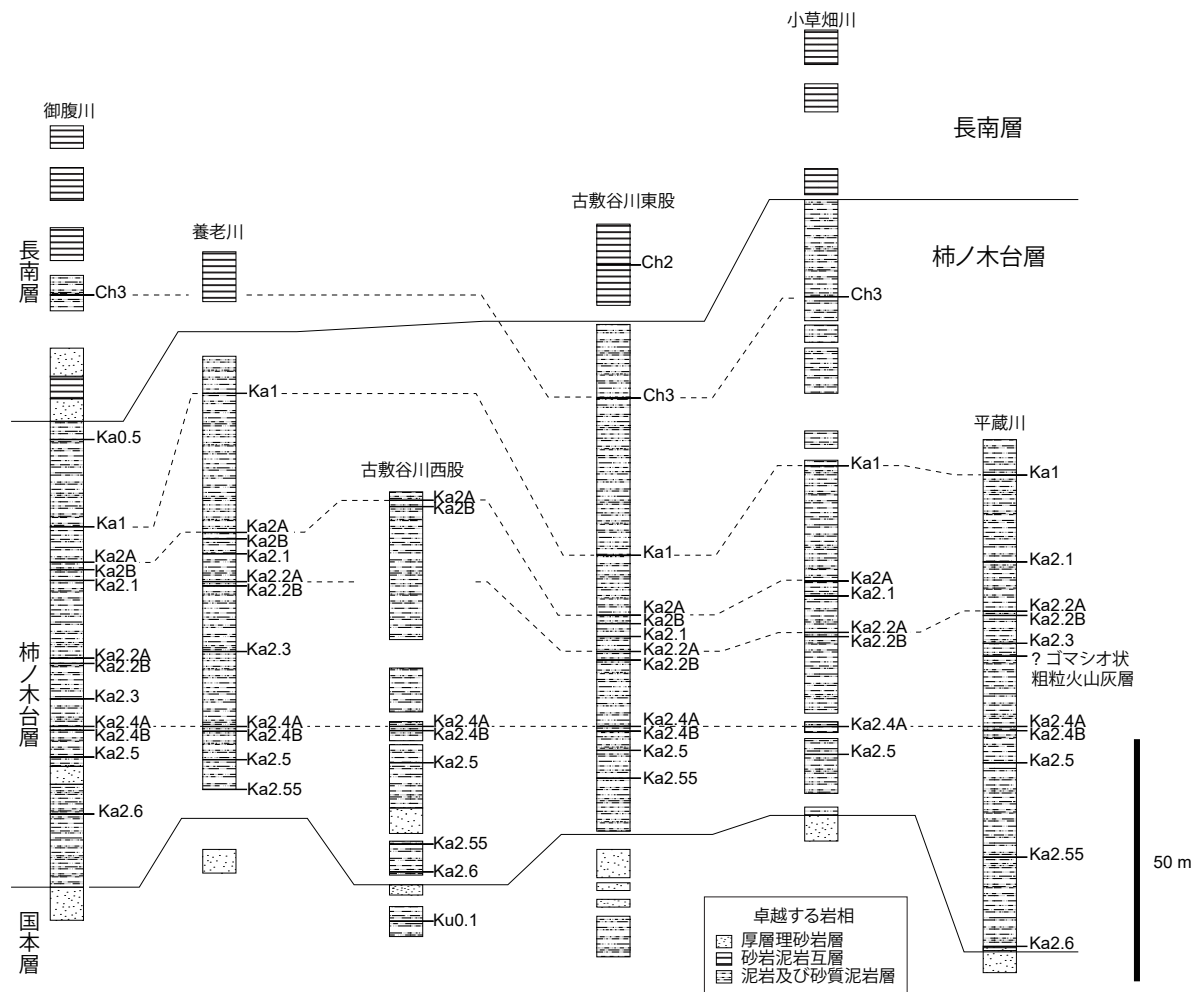 小草畑川
御腹川
長南層
養老川
古敷谷川東股
長南層
柿ノ木台層
Ch3
Ch2
Ch3
Ch3
Ka0.5
Ka1
Ka2A
Ka2B
Ka2.1
Ka2.2A
Ka2.2B
Ka2.3
Ka2.4A
Ka2.4B
Ka2.5
Ka2.6
柿ノ木台層
国本層
Ka1
Ka2A
Ka2B
Ka2.1
Ka2.2A
Ka2.2B
Ka2.3
Ka2.4A
Ka2.4B
Ka2.5
Ka2.55
古敷谷川西股
Ka2A
Ka2B
Ka2.4A
Ka2.4B
Ka2.5
Ka2.55
Ka2.6
Ku0.1
Ka1
Ka2A
Ka2B
Ka2.1
Ka2.2A
Ka2.2B
Ka2.4A
Ka2.4B
Ka2.5
Ka2.55
Ka1
Ka2A
Ka2.1
Ka2.2A
Ka2.2B
Ka2.4A
Ka2.5
平蔵川
Ka1
Ka2.1
Ka2.2A
Ka2.2B
Ka2.3
? ゴマシオ状
粗粒火山灰層
Ka2.4A
Ka2.4B
Ka2.5
Ka2.55
Ka2.6
50 m
卓越する岩相
厚層理砂岩層
砂岩泥岩互層
泥岩及び砂質泥岩層